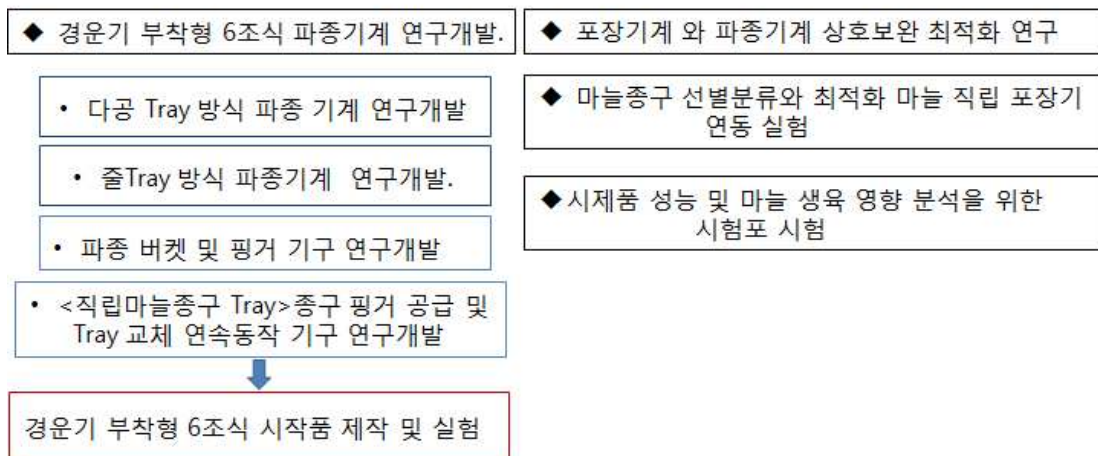 ◆ 경운기 부착형 6조식 파종기계 연구개발.
• 다공 Tray 방식 파종 기계 연구개발
• 줄Tray 방식 파종기계 연구개발.
• 파종 버켓 및 핑거 기구 연구개발
• <직립마늘종구 Tray>종구 핑거 공급 및
Tray 교체 연속동작 기구 연구개발
경운기 부착형 6조식 시작품 제작 및 실험
◆ 포장기계 와 파종기계 상호보완 최적화 연구
◆ 마늘종구 선별분류와 최적화 마늘 직립 포장기
연동 실험
◆시제품 성능 및 마늘 생육 영향 분석을 위한
시험포 시험